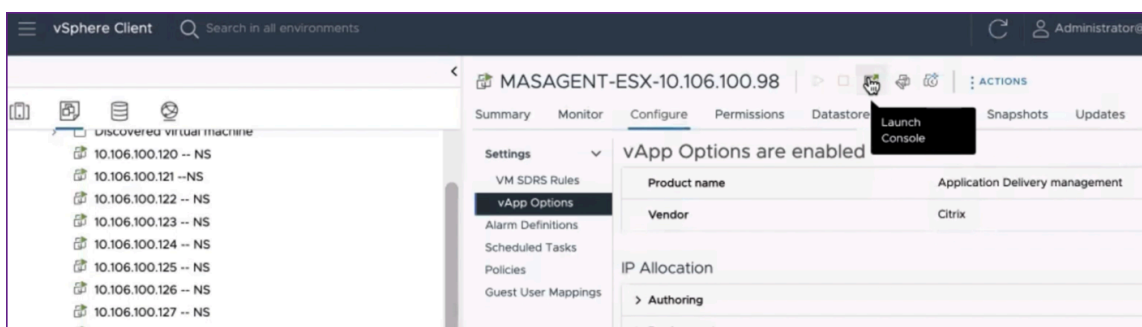 vSphere Client
Search in all environments
Administrator@
MASAGENT-ESX-10.106.100.98
ACTIONS
Summary Monitor Configure Permissions Datastore Snapshots Updates
Launch
Console
Discovered virtual machine
10.106.100.120 -- NS
10.106.100.121 --NS
10.106.100.122 -- NS
10.106.100.123 -- NS
10.106.100.124 -- NS
10.106.100.125 -- NS
10.106.100.126 -- NS
10.106.100.127 -- NS
Settings
VM SDRS Rules
vApp Options
Alarm Definitions
Scheduled Tasks
Policies
Guest User Mappings
vApp Options are enabled
Product name Application Delivery management
Vendor Citrix
IP Allocation
Authoring